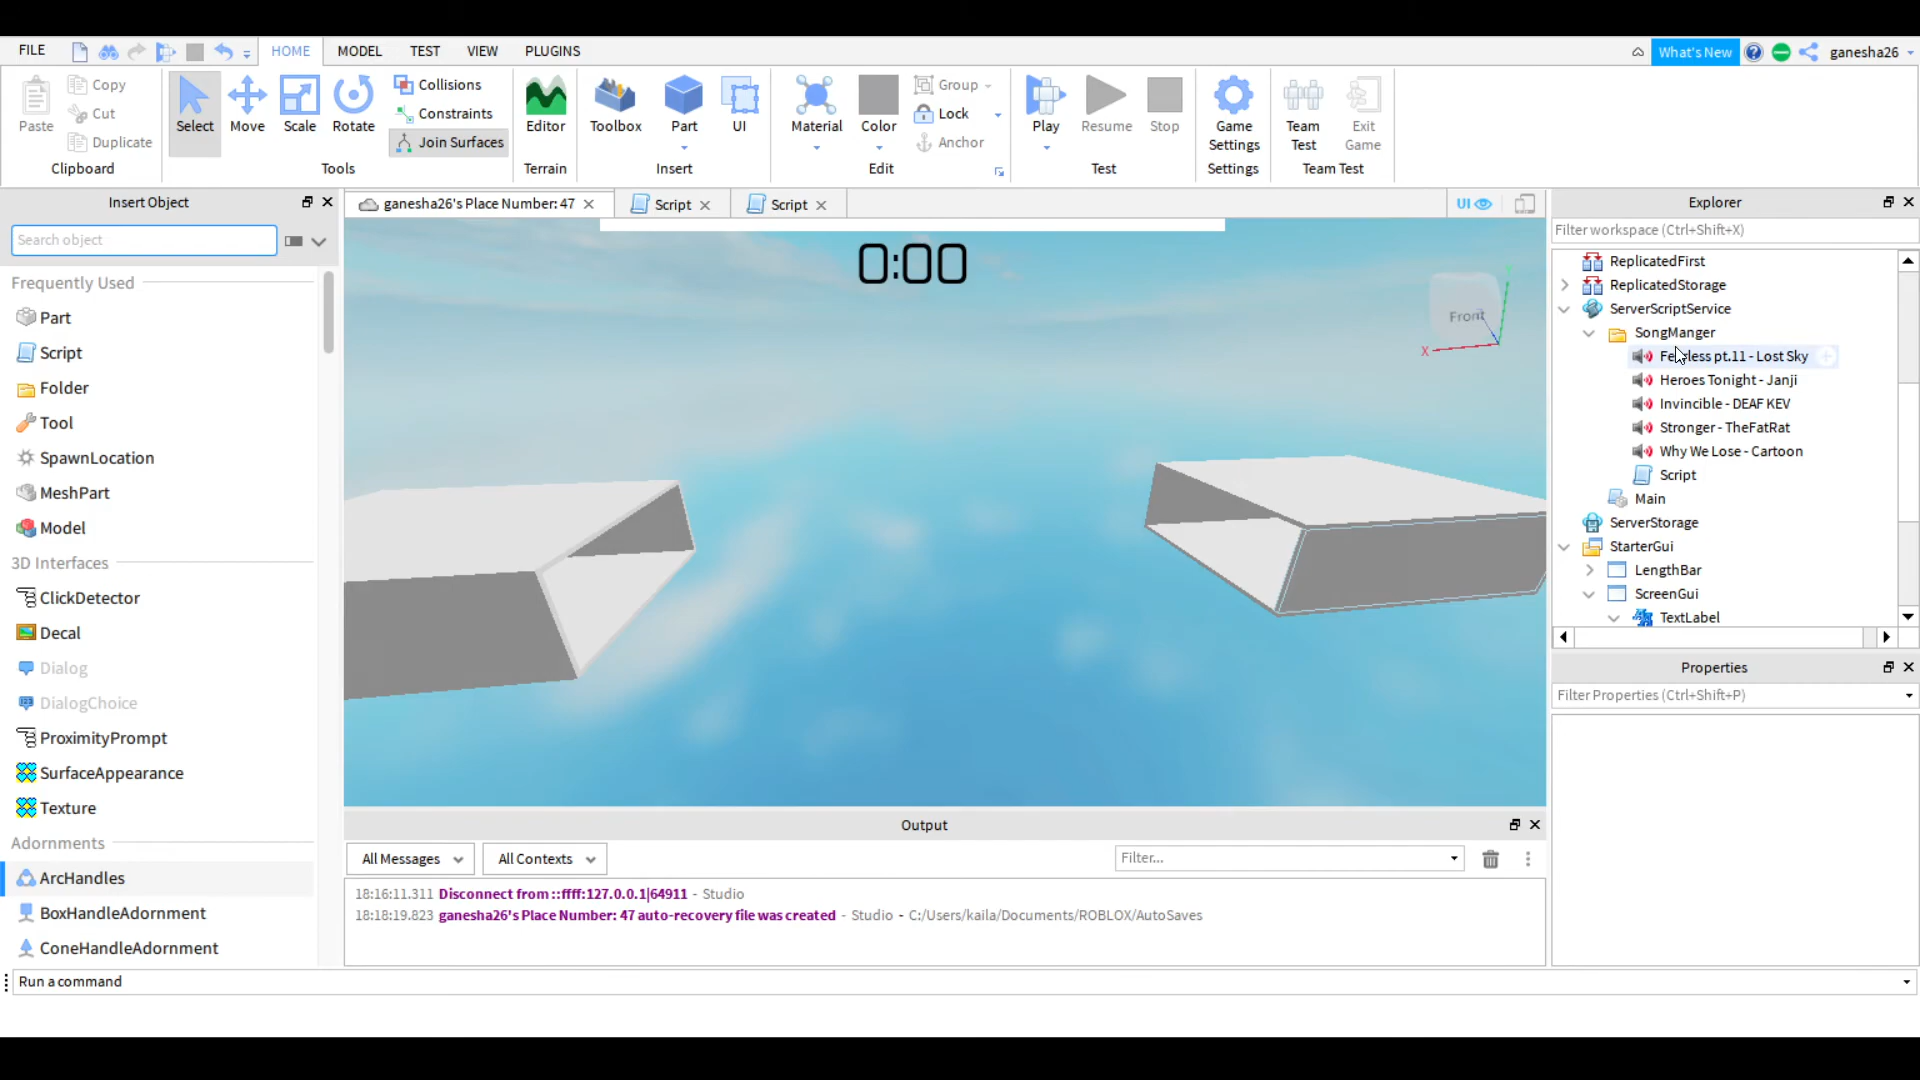 FILE
HOME
MODEL
TEST
VIEW
PLUGINS
What's New
ganesha26
Paste
Copy
Cut
Duplicate
Clipboard
Select
Move
Scale
Rotate
Collisions
Constraints
Join Surfaces
Tools
Editor
Terrain
Toolbox
Part
UI
Insert
Material
Color
Group
Lock
Anchor
Edit
Play
Resume
Stop
Test
Game
Settings
Settings
Team
Test
Exit
Game
Team Test
Insert Object
Search object
Frequently Used
Part
Script
Folder
Tool
SpawnLocation
MeshPart
Model
3D Interfaces
ClickDetector
Decal
Dialog
DialogChoice
ProximityPrompt
SurfaceAppearance
Texture
Adornments
ArcHandles
BoxHandleAdornment
ConeHandleAdornment
ganesha26's Place Number: 47
Script
Script
UI
0:00
Front
X
Output
All Messages
All Contexts
Filter...
18:16:11.311 Disconnect from ::ffff:127.0.0.1|64911 - Studio
18:18:19.823 ganesha26's Place Number: 47 auto-recovery file was created - Studio - C:/Users/kaila/Documents/ROBLOX/AutoSaves
Run a command
Explorer
Filter workspace (Ctrl+Shift+X)
ReplicatedFirst
ReplicatedStorage
ServerScriptService
SongManger
pt.11 - Lost Sky
Heroes Tonight - Janji
Invincible - DEAF KEV
Stronger - TheFatRat
Why We Lose - Cartoon
Script
Main
ServerStorage
StarterGui
LengthBar
ScreenGui
TextLabel
Properties
Filter Properties (Ctrl+Shift+P)